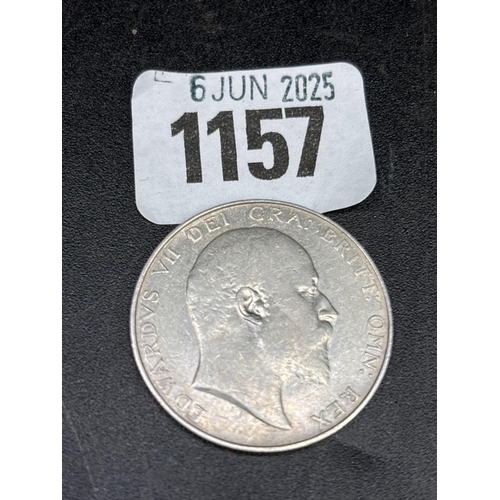 6 JUN 2025
1157
EDWARDVS VII DEI GRA: BRITT: OMN: REX